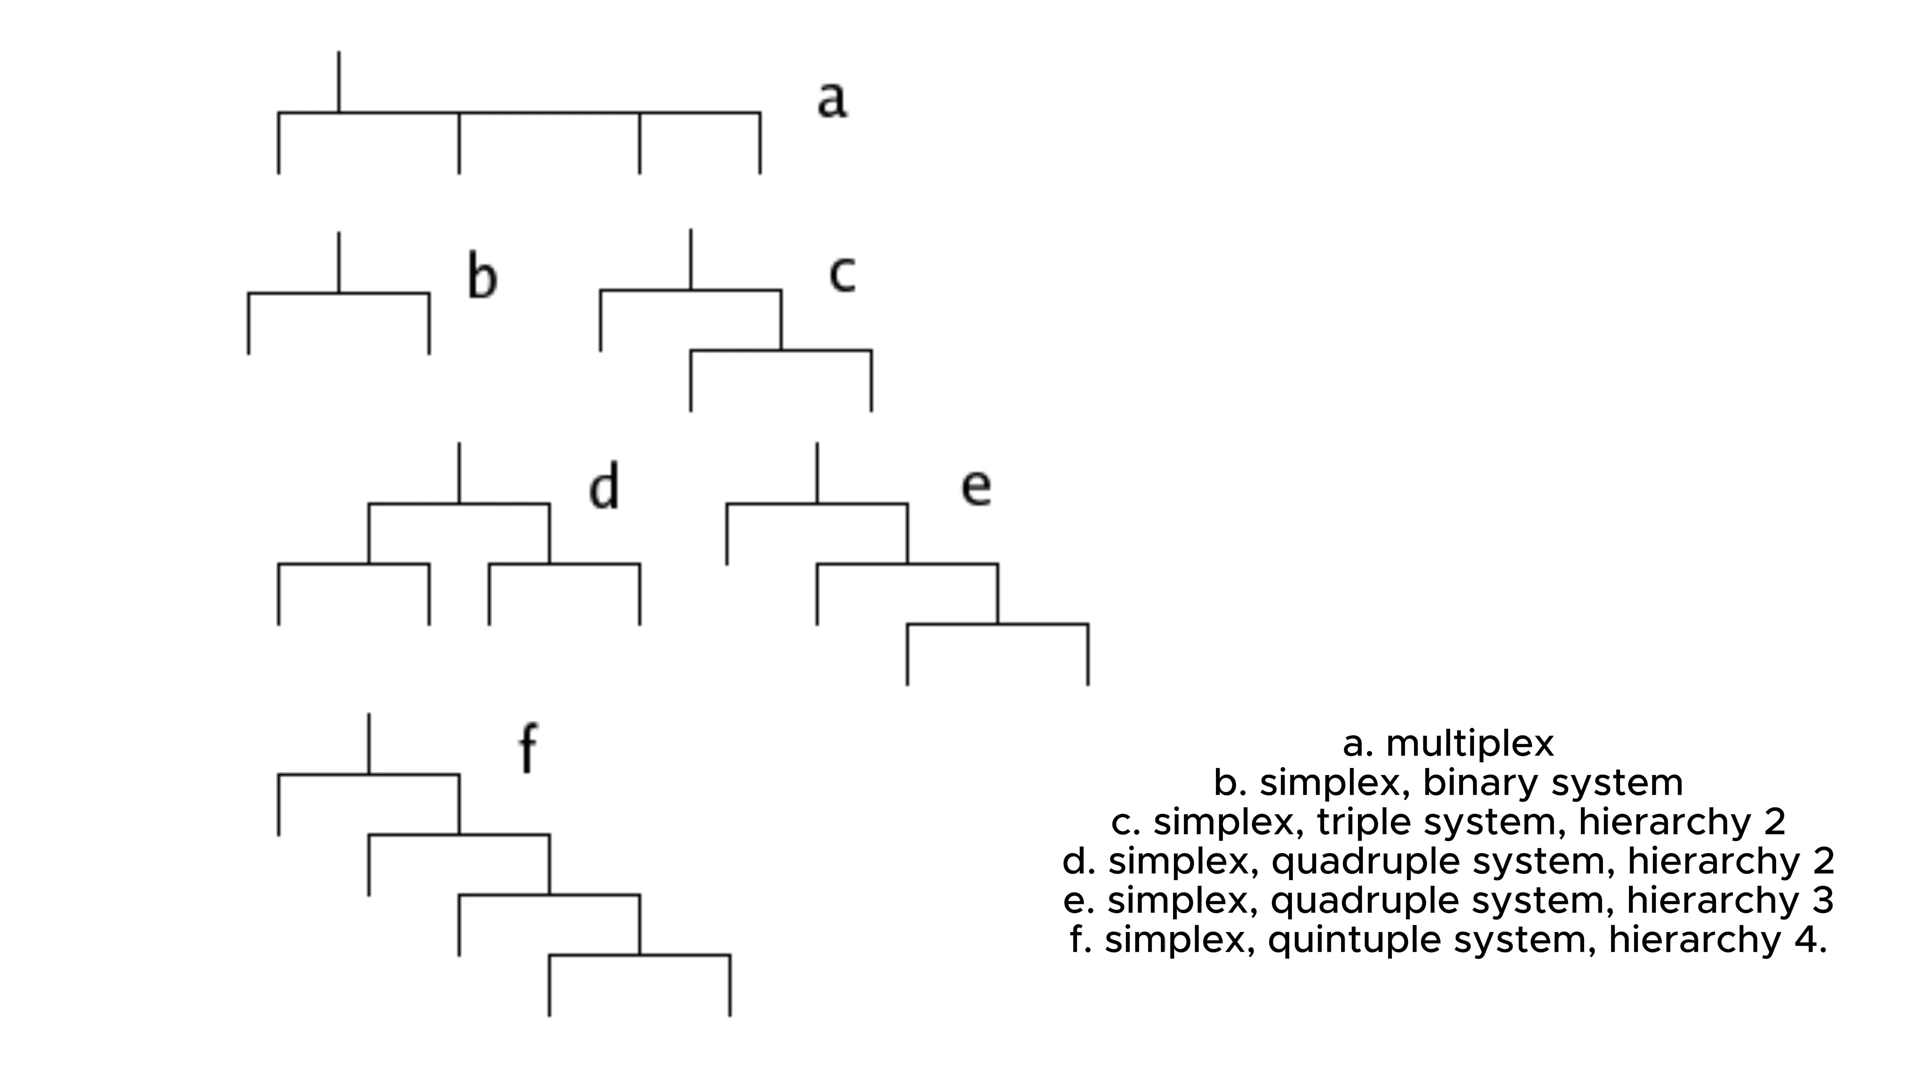 a
b
c
d
e
f
a. multiplex
b. simplex, binary system
c. simplex, triple system, hierarchy 2
d. simplex, quadruple system, hierarchy 2
e. simplex, quadruple system, hierarchy 3
f. simplex, quintuple system, hierarchy 4.